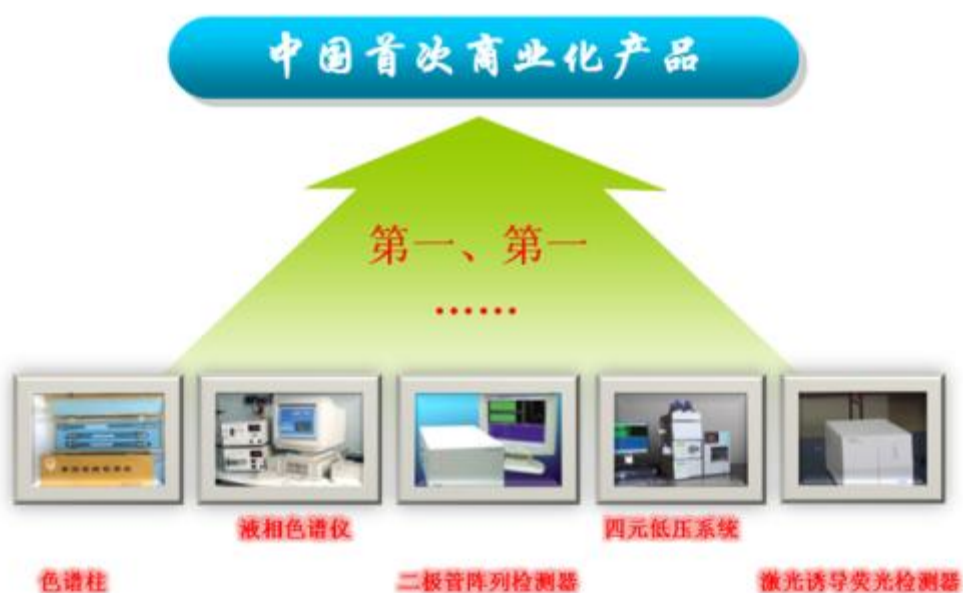 中国首次商业化产品
第一、第一
……
液相色谱仪
四元低压系统
色谱柱
二极管阵列检测器
激光诱导荧光检测器